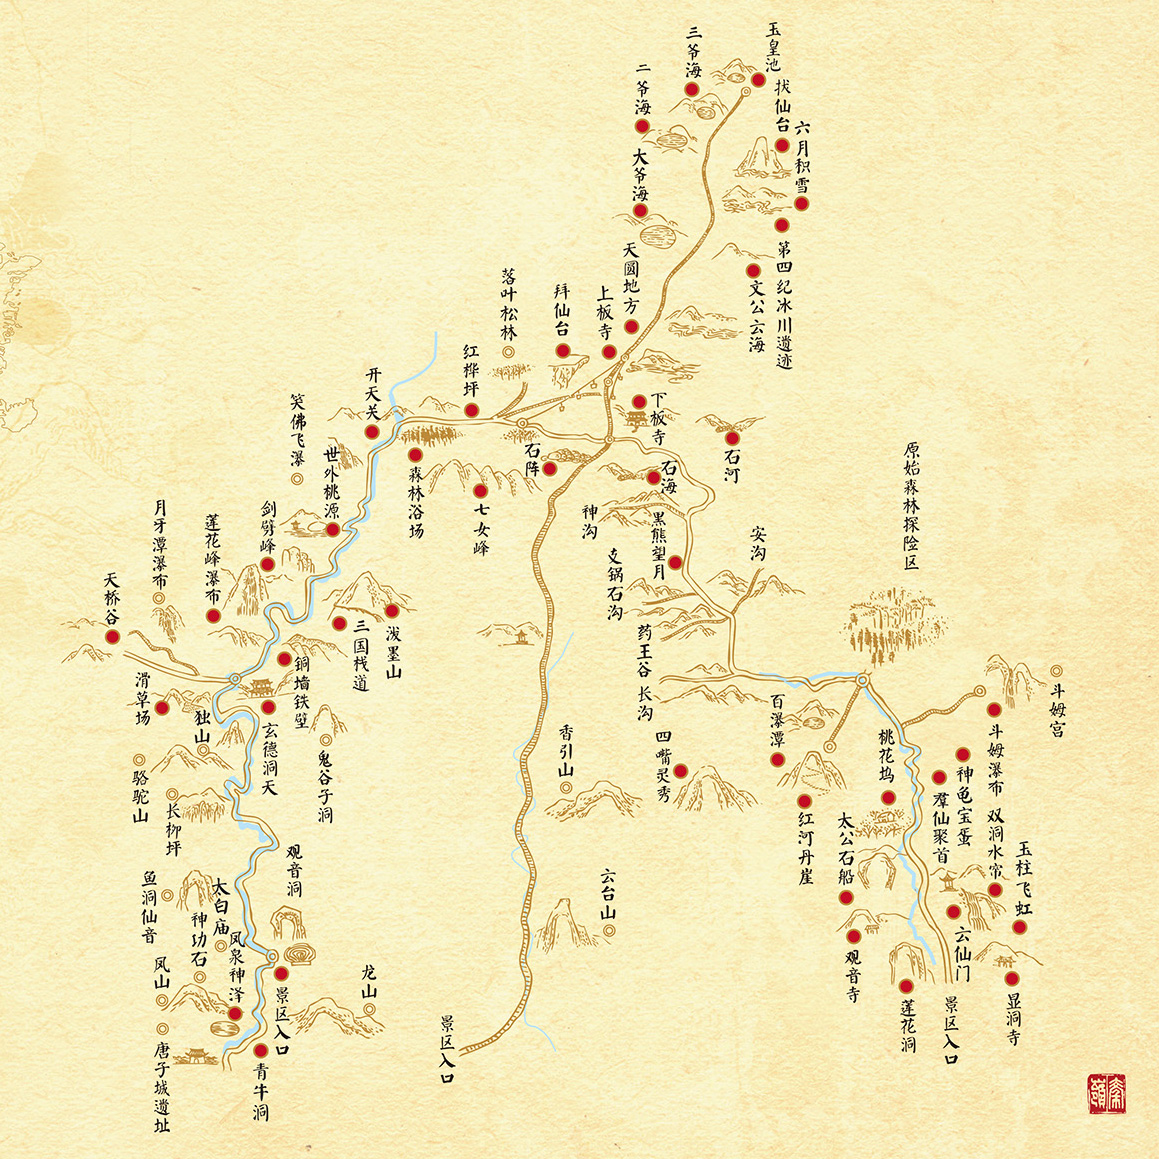 玉皇池
三爷海
二爷海
拔仙台
六月积雪
大爷海
第四纪冰川遗迹
文公云海
天圆地方
上板寺
拜仙台
落叶松林
红桦坪
开天关
下板寺
石河
石阵
石海
森林浴场
七女峰
笑佛飞瀑
世外桃源
剑劈峰
莲花峰瀑布
月牙潭瀑布
天桥谷
神沟
黑熊望月
安沟
原始森林探险区
支锅石沟
药王谷
长沟
三国栈道
泼墨山
铜墙铁壁
滑草场
独山
玄德洞天
鬼谷子洞
骆驼山
长柳坪
香引山
四嘴灵秀
百瀑潭
桃花坞
斗姆宫
斗姆瀑布
神龟宝蛋
群仙聚首
双洞水帘
玉柱飞虹
红河丹崖
太公石船
观音洞
鱼洞仙音
太白庙
神功石
凤泉神泽
凤山
云台山
观音寺
云仙门
龙山
景区入口
景区入口
莲花洞
景区入口
显洞寺
唐子城遗址
青牛洞
秦嶺